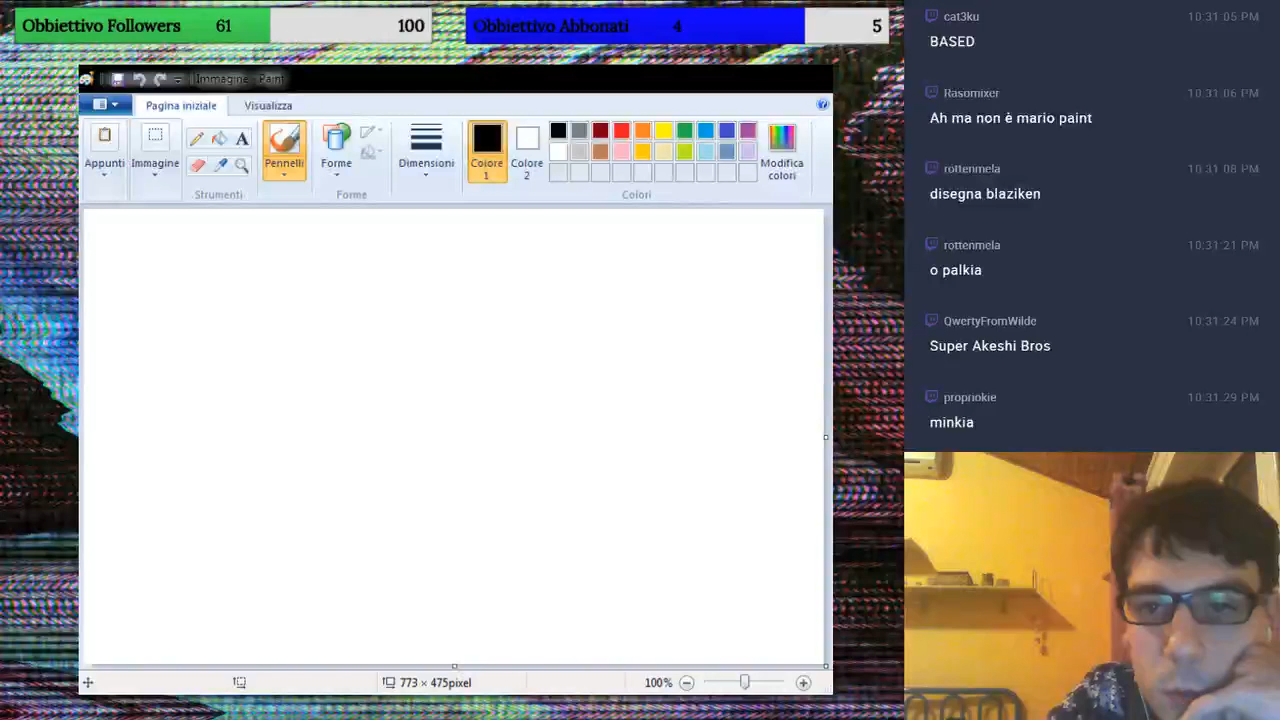 Obbiettivo Followers 61 100
Obbiettivo Abbonati 4 5
Immagine - Paint
Pagina iniziale Visualizza
Appunti
Immagine
Strumenti
Pennelli
Forme
Forme
Dimensioni
Colore 1
Colore 2
Modifica colori
Colori
773 × 475pixel
100%
cat3ku 10:31:05 PM
BASED
Rasomixer 10:31:06 PM
Ah ma non è mario paint
rottenmela 10:31:08 PM
disegna blaziken
rottenmela 10:31:21 PM
o palkia
QwertyFromWilde 10:31:24 PM
Super Akeshi Bros
propriokie 10:31:29 PM
minkia